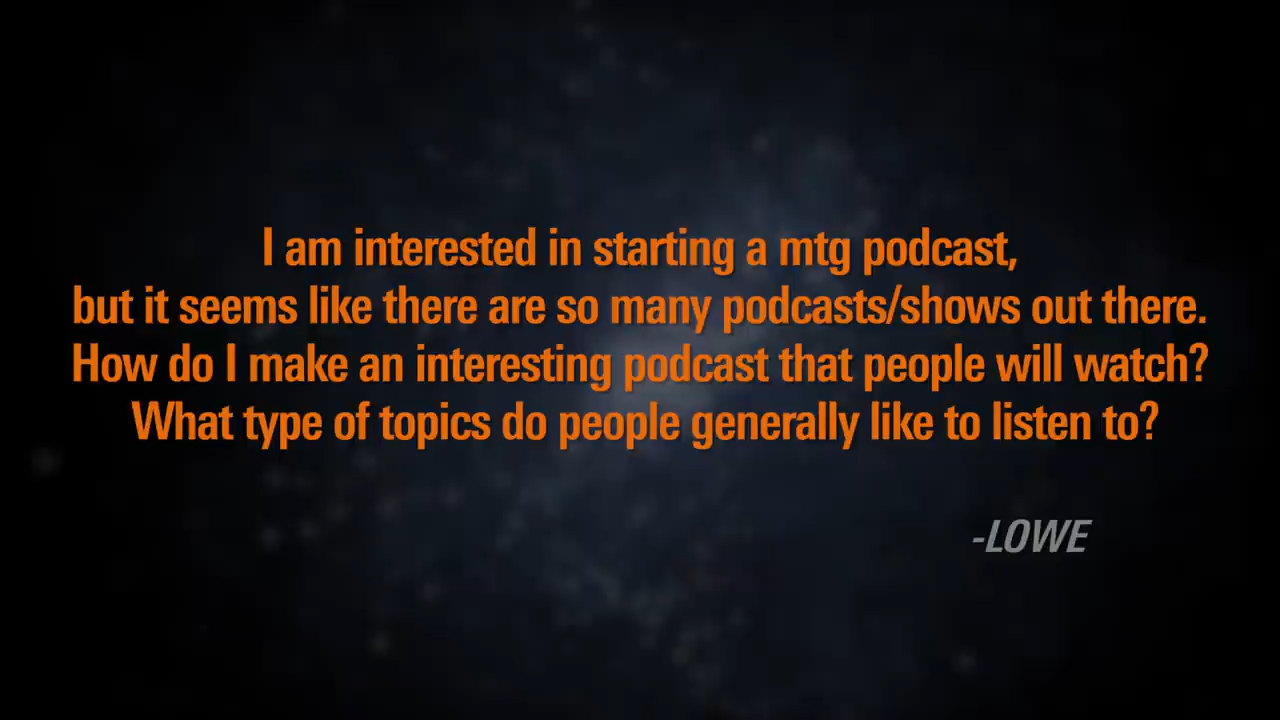 I am interested in starting a mtg podcast,
but it seems like there are so many podcasts/shows out there.
How do I make an interesting podcast that people will watch?
What type of topics do people generally like to listen to?
-LOWE